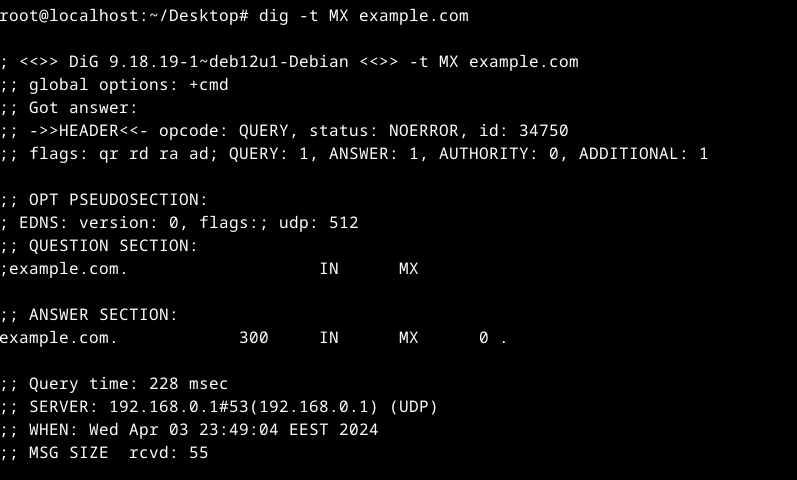 root@localhost:~/Desktop# dig -t MX example.com
; <<>> DiG 9.18.19-1~deb12u1-Debian <<>> -t MX example.com
;; global options: +cmd
;; Got answer:
;; ->>HEADER<<- opcode: QUERY, status: NOERROR, id: 34750
;; flags: qr rd ra ad; QUERY: 1, ANSWER: 1, AUTHORITY: 0, ADDITIONAL: 1
;; OPT PSEUDOSECTION:
; EDNS: version: 0, flags:; udp: 512
;; QUESTION SECTION:
;example.com. IN MX
;; ANSWER SECTION:
example.com. 300 IN MX 0 .
;; Query time: 228 msec
;; SERVER: 192.168.0.1#53(192.168.0.1) (UDP)
;; WHEN: Wed Apr 03 23:49:04 EEST 2024
;; MSG SIZE  rcvd: 55